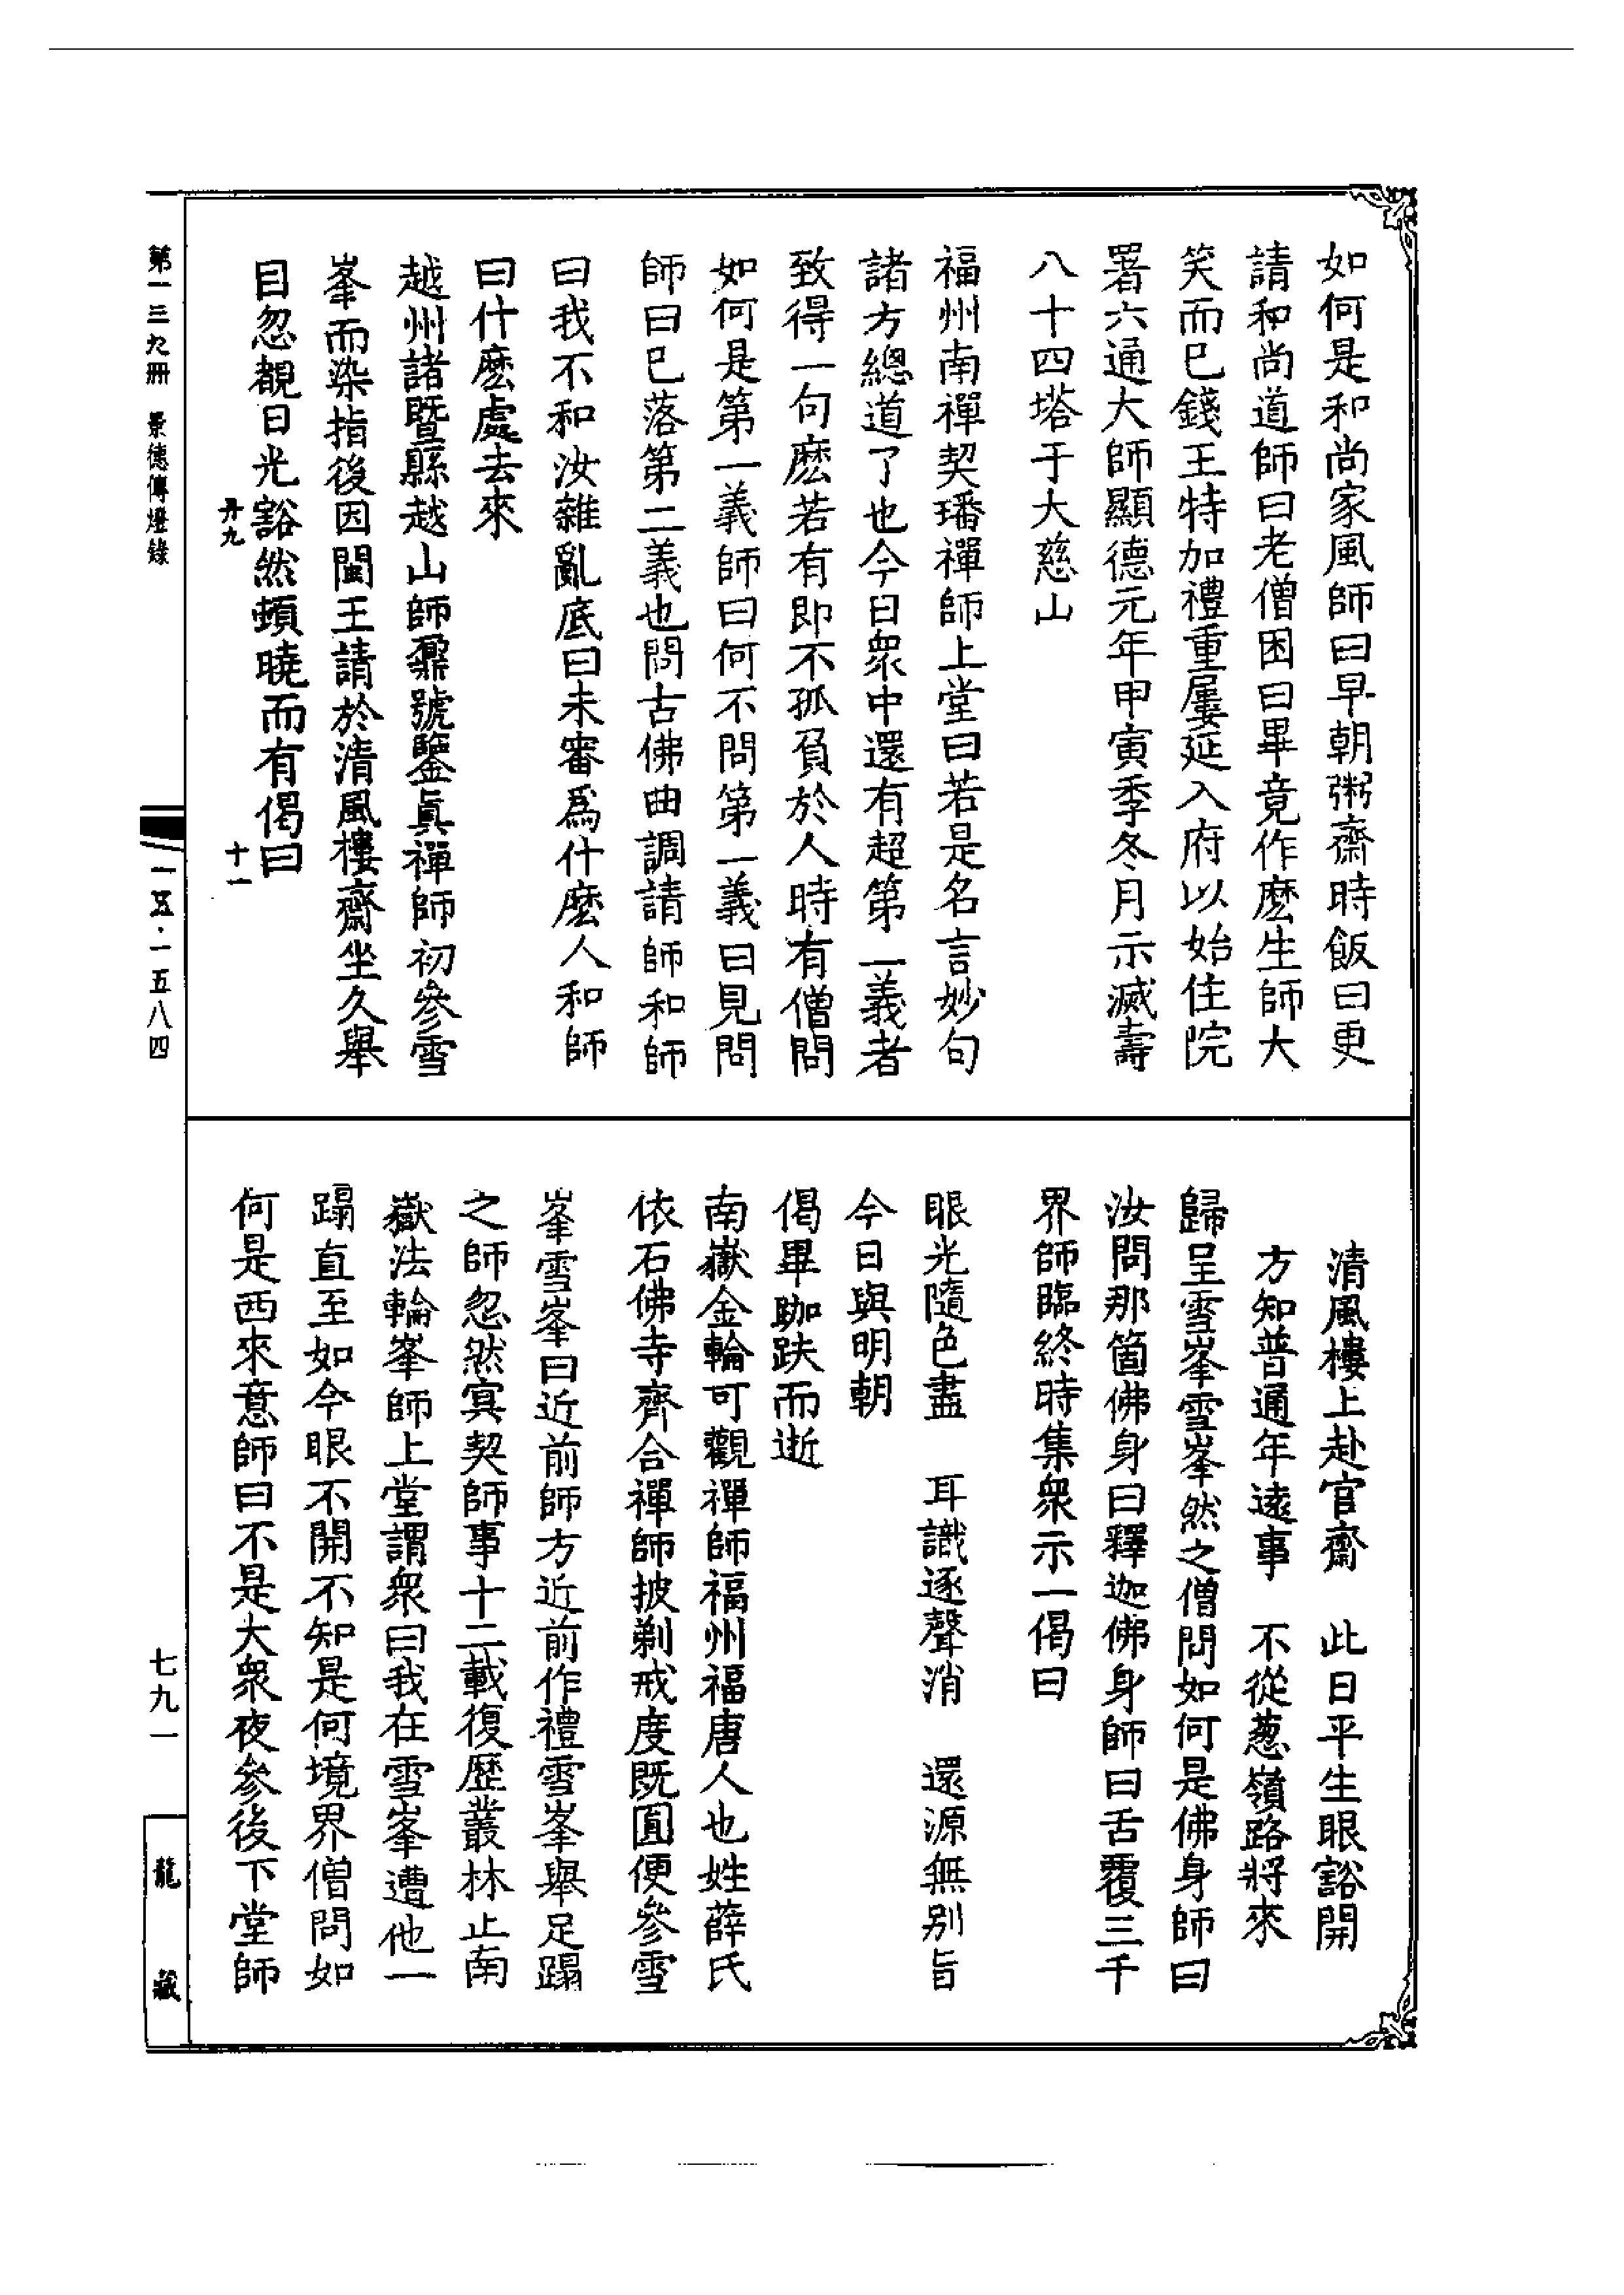 如何是和尚家風師曰早朝粥齋時飯曰更
請和尚道師曰老僧困曰畢竟作麽生師大
笑而已錢王特加禮重屢延入府以始住院
署六通大師顯德元年甲寅季冬月示滅壽
八十四塔于大慈山
福州南禪契璠禪師上堂曰若是名言妙句
諸方總道了也今日衆中還有超第一義者
致得一句麽若有即不孤負於人時有僧問
如何是第一義師曰何不問第一義曰見問
師曰已落第二義也問古佛曲調請師和師
曰我不和汝雜亂底曰未審爲什麽人和師
曰什麽處去來
越州諸暨縣越山師鼐號鑒眞禪師初參雪
峯而染指後因閩王請於清風樓齋坐久舉
目忽覩日光豁然頓曉而有偈曰
清風樓上赴官齋　此日平生眼豁開
方知普通年遠事　不從葱嶺路將來
歸呈雪峯雪峯然之僧問如何是佛身師曰
汝問那箇佛身曰釋迦佛身師曰舌覆三千
界師臨終時集衆示一偈曰
眼光隨色盡　耳識逐聲消　還源無別旨
今日與明朝
偈畢跏趺而逝
南嶽金輪可觀禪師福州福唐人也姓薛氏
依石佛寺齊合禪師披剃戒度既圓便參雪
峯雪峯曰近前師方近前作禮雪峯舉足蹋
之師忽然冥契師事十二載復歷叢林止南
嶽法輪峯師上堂謂衆曰我在雪峯遭他一
蹋直至如今眼不開不知是何境界僧問如
何是西來意師曰不是大衆夜參後下堂師
第一三九冊　景德傳燈錄
丹九
十一
一五·一五八四
七九一
龍藏